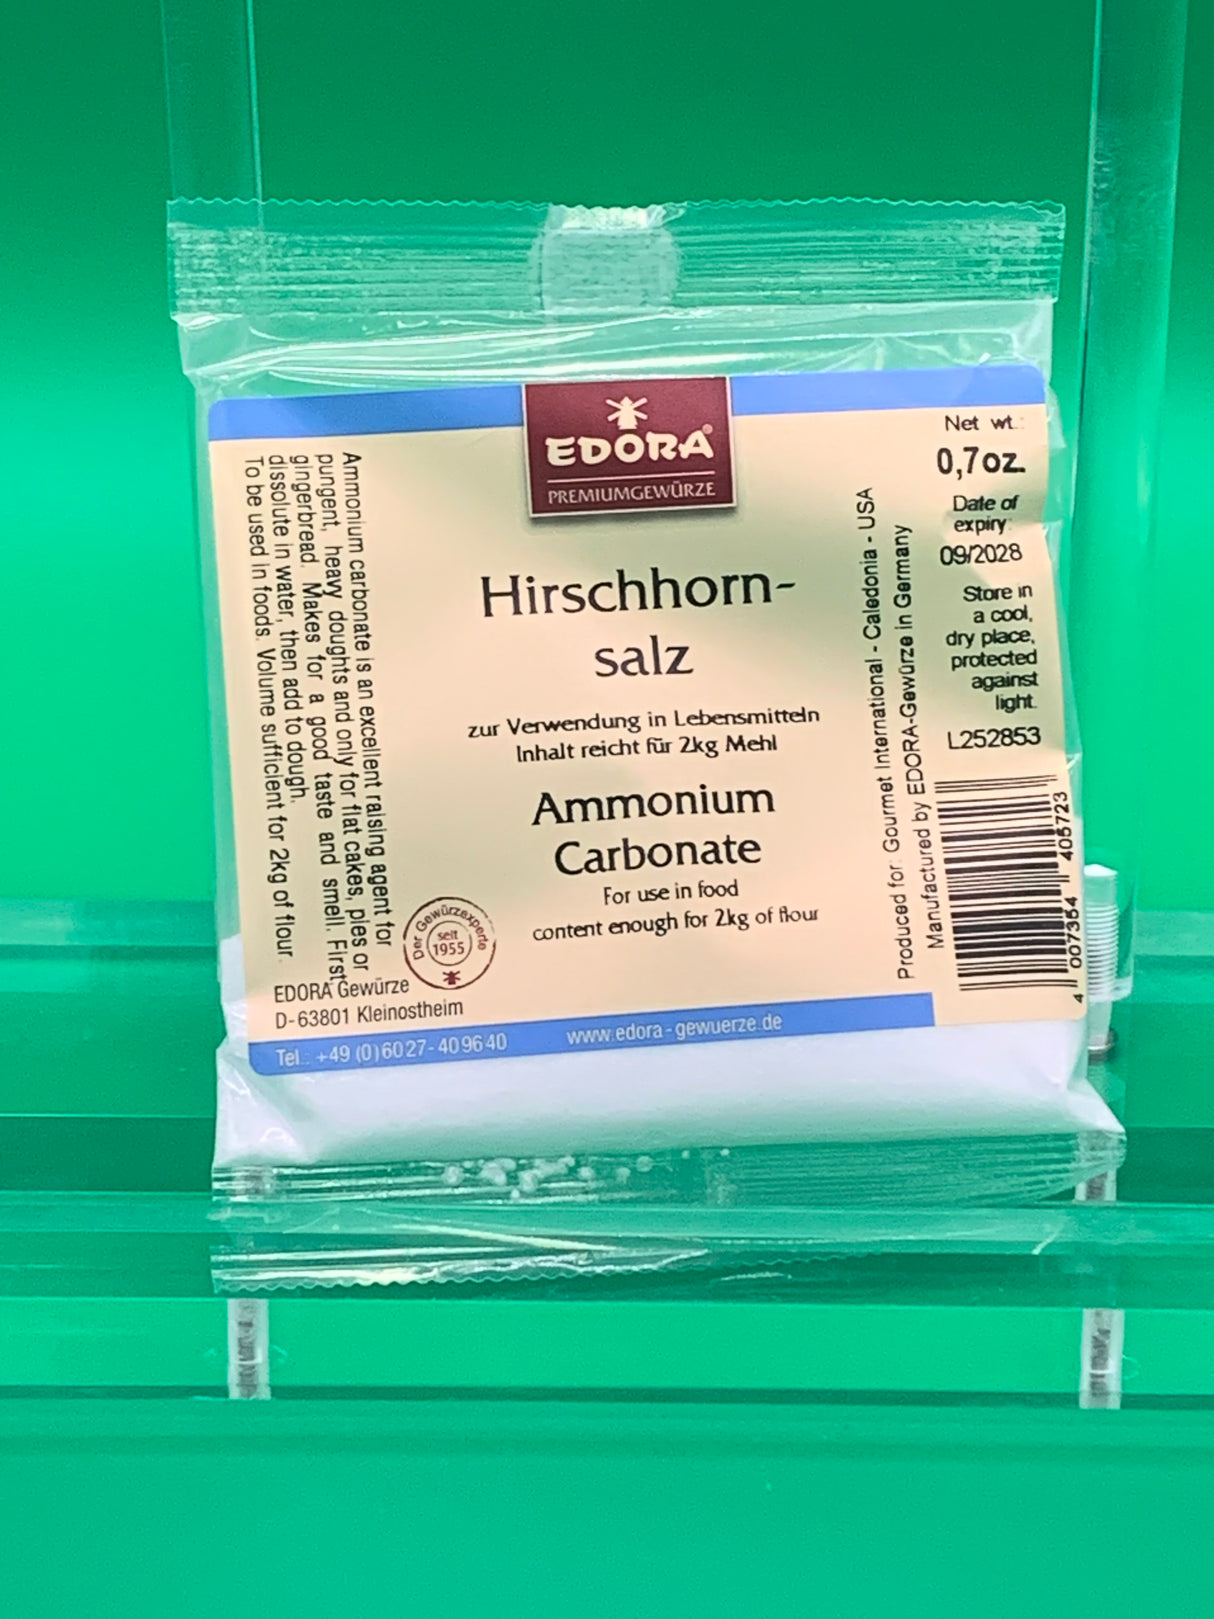 EDORA®
PREMIUMGEWÜRZE
Hirschhorn-
salz
zur Verwendung in Lebensmitteln
Inhalt reicht für 2kg Mehl
Ammonium
Carbonate
For use in food
content enough for 2kg of flour
Ammonium carbonate is an excellent raising agent for
pungent, heavy doughts and only for flat cakes, pies or
gingerbread. Makes for a good taste and smell. First
dissolute in water, then add to dough.
To be used in foods. Volume sufficient for 2kg of flour.
Der Gewürzexperte
seit
1955
EDORA Gewürze
D-63801 Kleinostheim
Tel.: +49 (0)6027-409640
www.edora-gewuerze.de
Produced for: Gourmet International - Caledonia - USA
Manufactured by EDORA-Gewürze in Germany
Net wt.:
0,7oz.
Date of
expiry:
09/2028
Store in
a cool,
dry place,
protected
against
light.
L252853
4 007364 405723